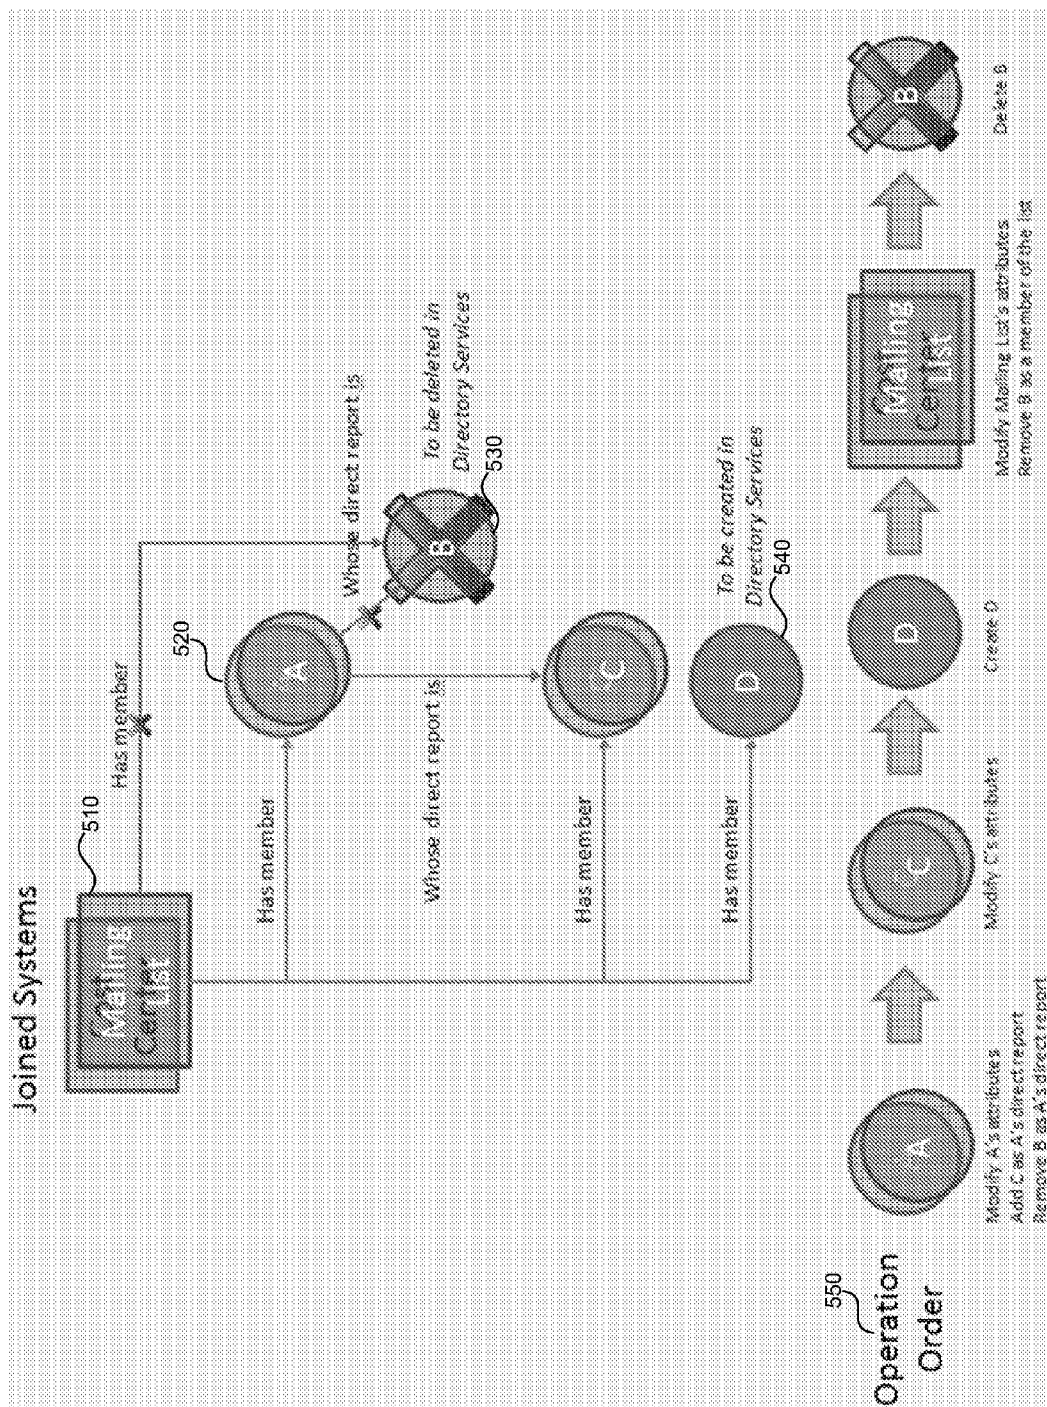 Joined Systems
510
Mailing
List
Has member
520
Has member
A
Whose direct report is
B
To be deleted in
Directory Services
530
Whose direct report is
Has member
C
Has member
D
To be created in
Directory Services
540
550
Operation
Order
A
Modify A's attributes
Add C as A's direct report
Remove B as A's direct report
C
Modify C's attributes
D
Create D
Mailing
List
Modify Mailing List's attributes
Remove B as a member of the list
B
Delete B